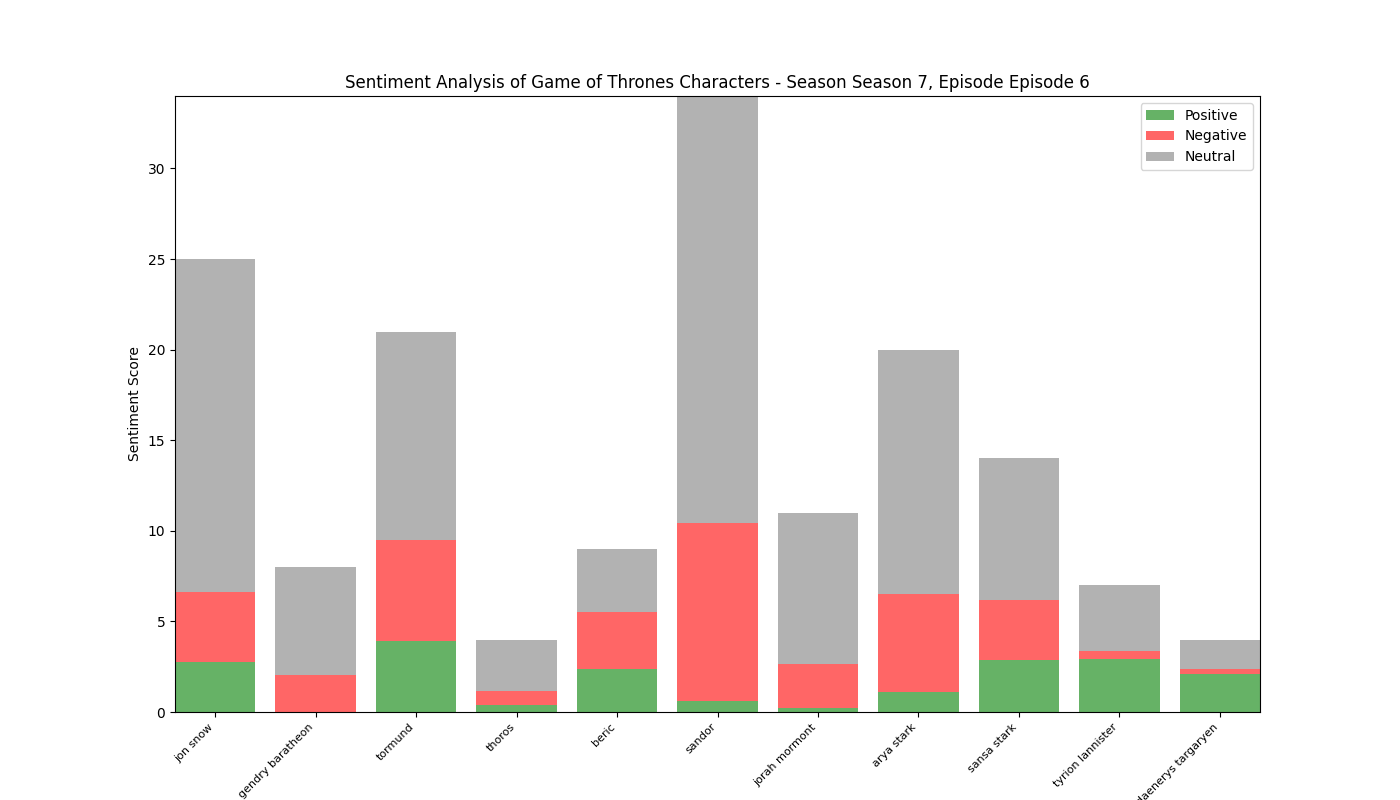 Sentiment Analysis of Game of Thrones Characters - Season Season 7, Episode Episode 6
Positive
Negative
Neutral
Sentiment Score
30
25
20
15
10
5
0
jon snow
gendry baratheon
tormund
thoros
beric
sandor
jorah mormont
arya stark
sansa stark
tyrion lannister
daenerys targaryen